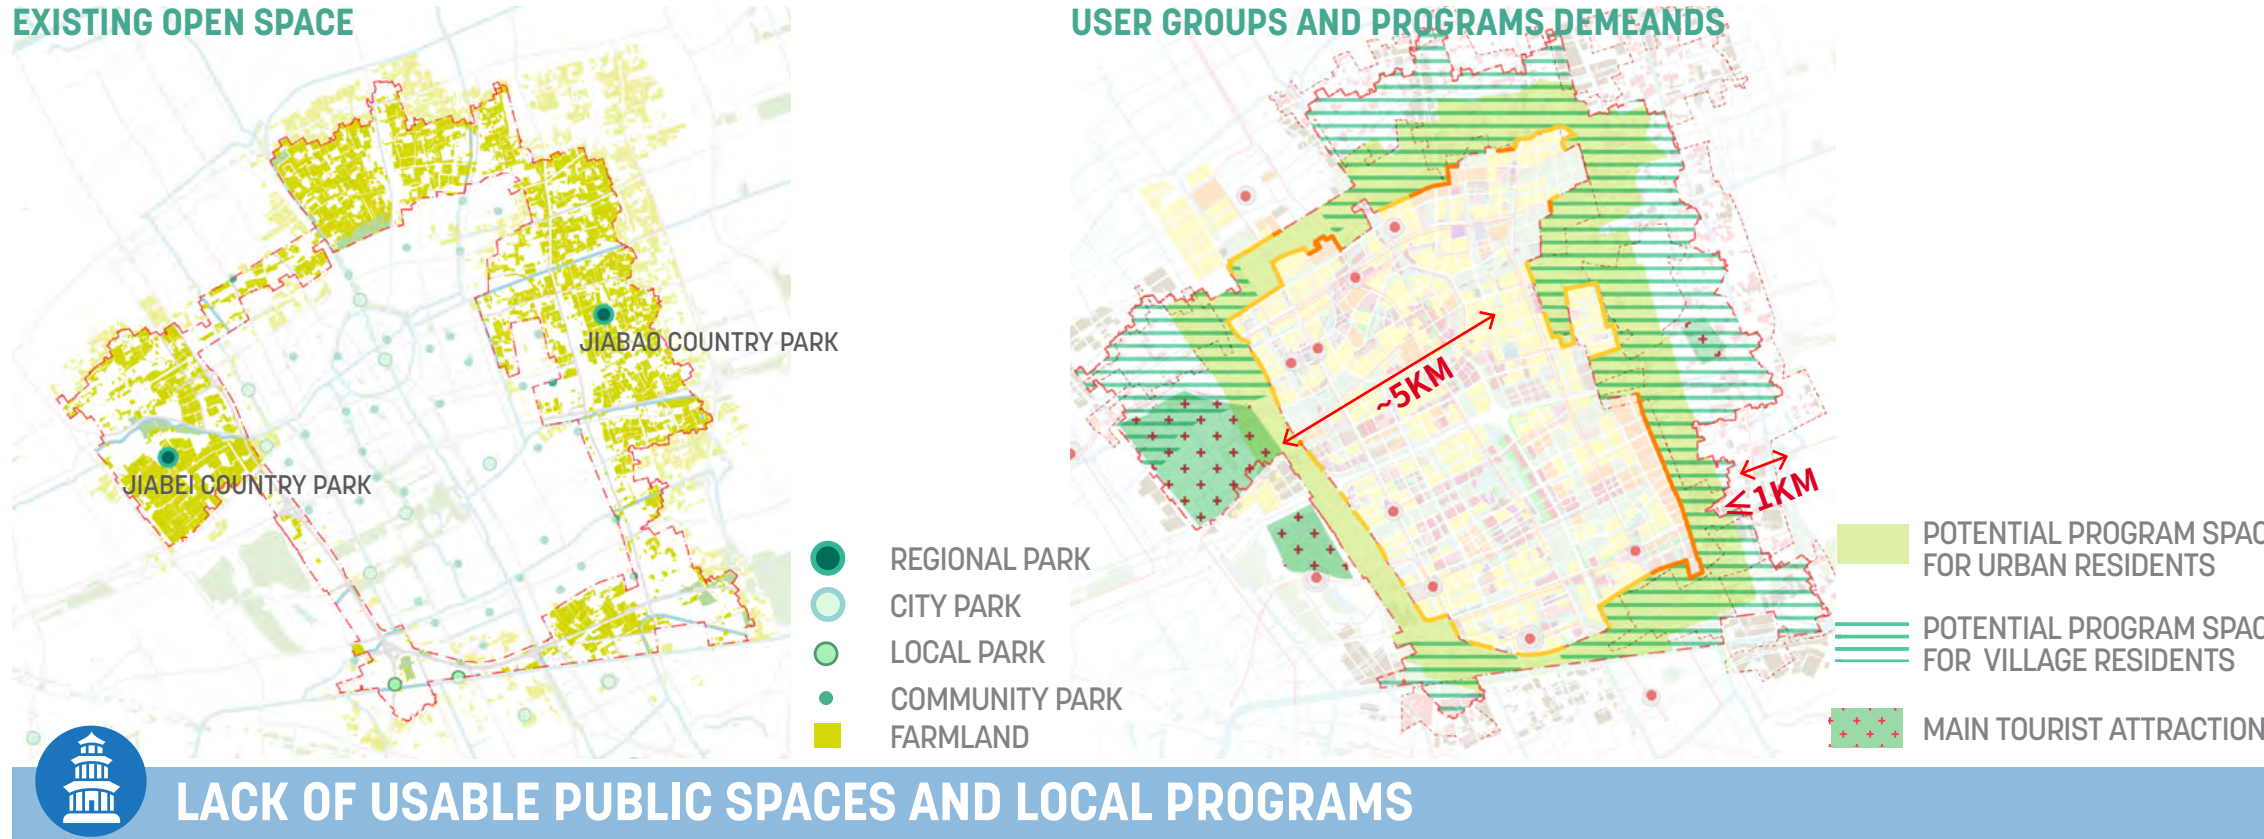 EXISTING OPEN SPACE
JIABAO COUNTRY PARK
JIABEI COUNTRY PARK
REGIONAL PARK
CITY PARK
LOCAL PARK
COMMUNITY PARK
FARMLAND
USER GROUPS AND PROGRAMS DEMEANDS
~5KM
≤1KM
POTENTIAL PROGRAM SPAC
FOR URBAN RESIDENTS
POTENTIAL PROGRAM SPAC
FOR VILLAGE RESIDENTS
MAIN TOURIST ATTRACTION
LACK OF USABLE PUBLIC SPACES AND LOCAL PROGRAMS